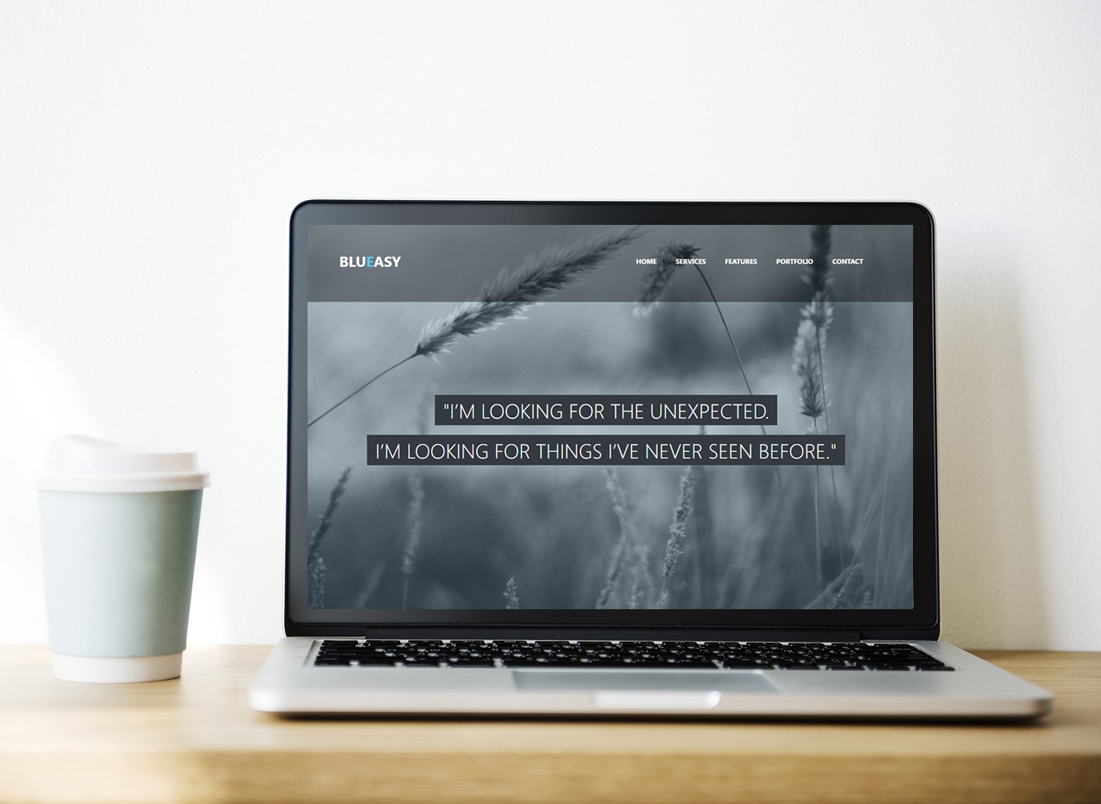 BLUEASY
HOME SERVICES FEATURES PORTFOLIO CONTACT
"I’M LOOKING FOR THE UNEXPECTED.
I’M LOOKING FOR THINGS I’VE NEVER SEEN BEFORE."